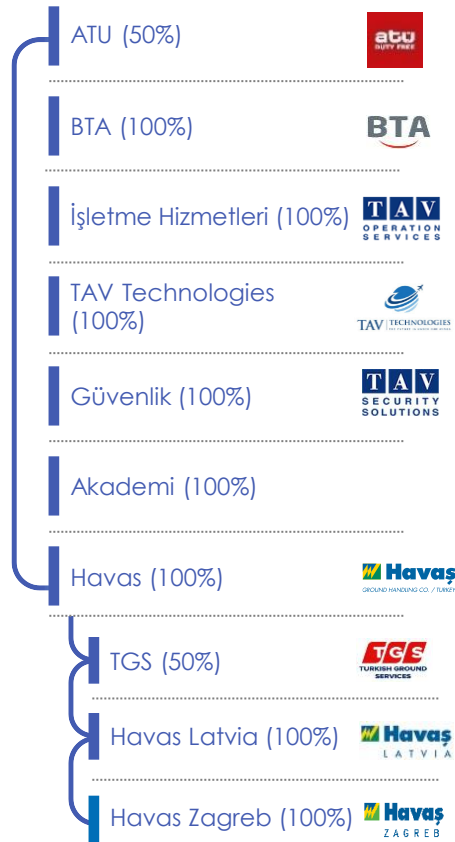 ATU (50%)
atu
DUTY FREE
BTA (100%)
BTA
İşletme Hizmetleri (100%)
TAV
OPERATION
SERVICES
TAV Technologies
(100%)
TAV TECHNOLOGIES
Güvenlik (100%)
TAV
SECURITY
SOLUTIONS
Akademi (100%)
Havas (100%)
Havaş
GROUND HANDLING CO. / TURKEY
TGS (50%)
TGS
TURKISH GROUND
SERVICES
Havas Latvia (100%)
Havaş
LATVIA
Havas Zagreb (100%)
Havaş
ZAGREB